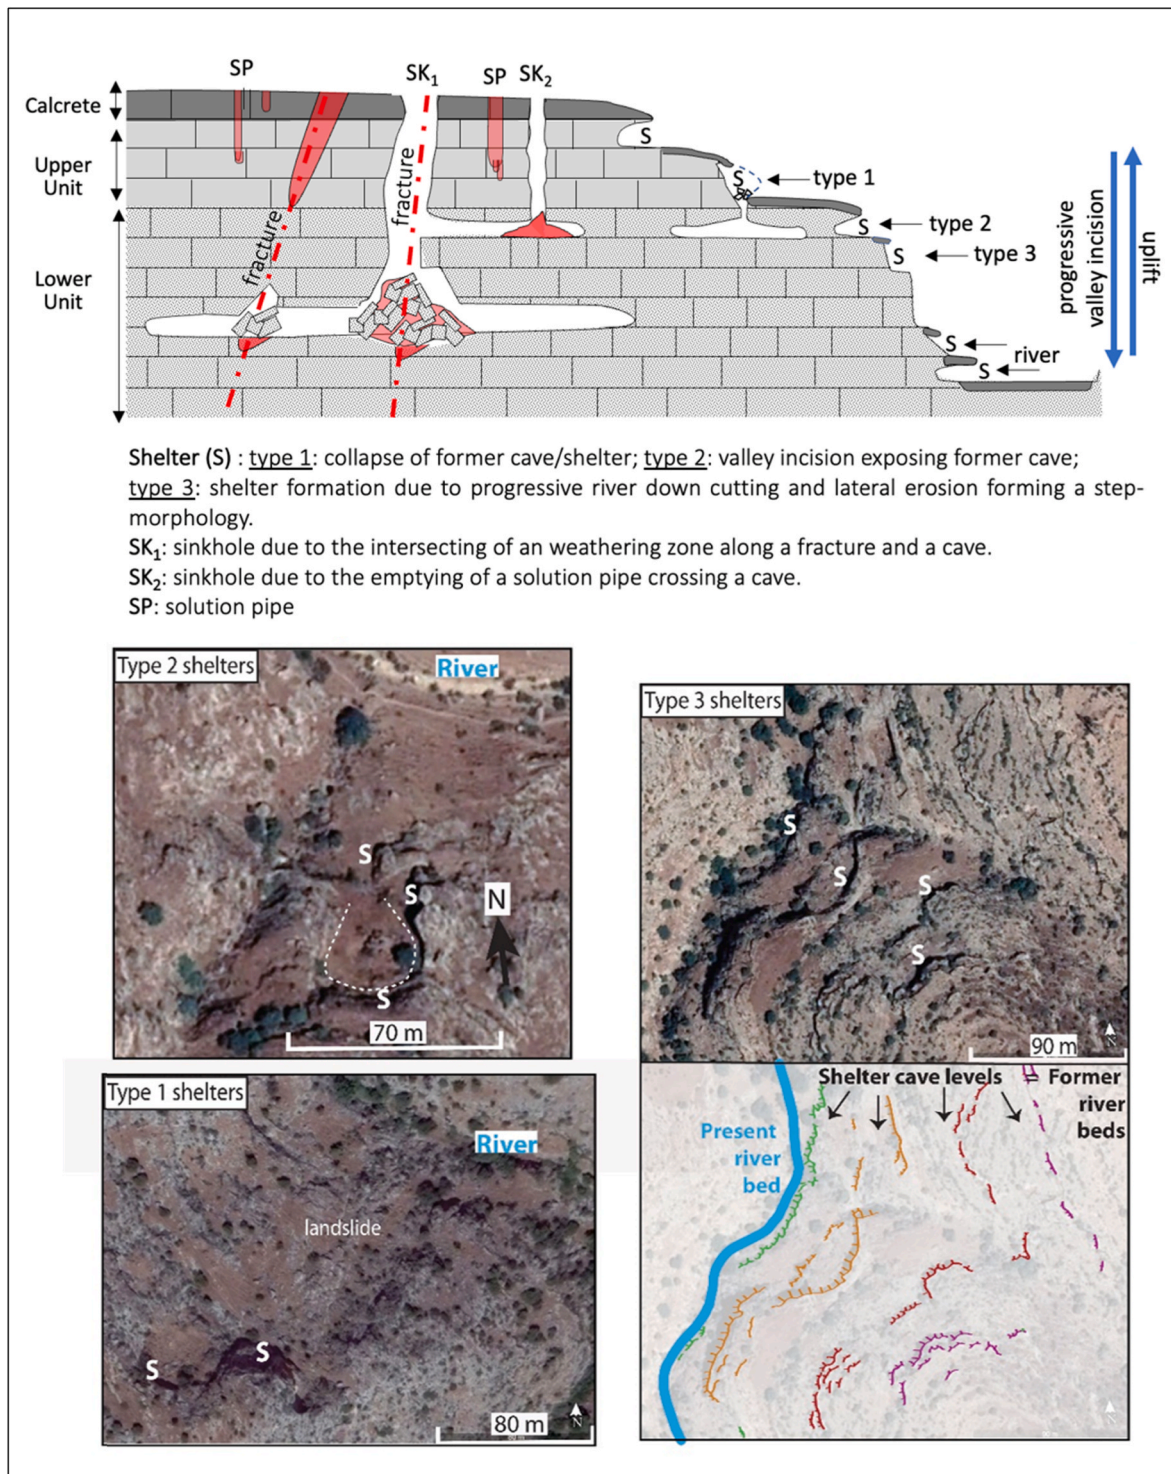 SP SK1 SP SK2
Calcrete
Upper
Unit
Lower
Unit
fracture
fracture
S
S type 1
S type 2
S type 3
S
river
S
progressive
valley incision
uplift
Shelter (S) : type 1: collapse of former cave/shelter; type 2: valley incision exposing former cave;
type 3: shelter formation due to progressive river down cutting and lateral erosion forming a step-
morphology.
SK1: sinkhole due to the intersecting of an weathering zone along a fracture and a cave.
SK2: sinkhole due to the emptying of a solution pipe crossing a cave.
SP: solution pipe
Type 2 shelters
River
S
S
N
S
70 m
Type 3 shelters
S
S
S
S
N
90 m
Type 1 shelters
River
landslide
S
S
N
80 m
Shelter cave levels = Former
river
beds
Present
river
bed
N